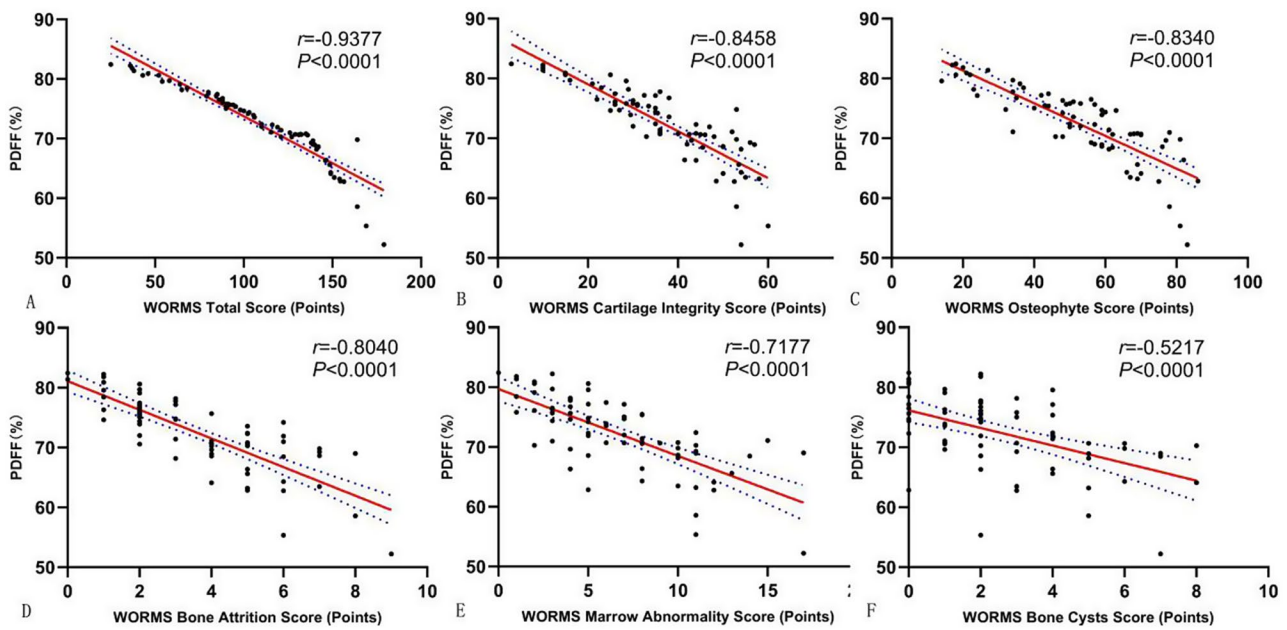 90
80
70
60
50
PDFF(%)
r=-0.9377
P<0.0001
0 50 100 150 200
A WORMS Total Score (Points)
90
80
70
60
50
PDFF(%)
r=-0.8458
P<0.0001
0 20 40 60
B WORMS Cartilage Integrity Score (Points)
90
80
70
60
50
PDFF(%)
r=-0.8340
P<0.0001
0 20 40 60 80 100
C WORMS Osteophyte Score (Points)
90
80
70
60
50
PDFF(%)
r=-0.8040
P<0.0001
0 2 4 6 8 10
D WORMS Bone Attrition Score (Points)
90
80
70
60
50
PDFF(%)
r=-0.7177
P<0.0001
0 5 10 15
E WORMS Marrow Abnormality Score (Points)
90
80
70
60
50
PDFF(%)
r=-0.5217
P<0.0001
0 2 4 6 8 10
F WORMS Bone Cysts Score (Points)